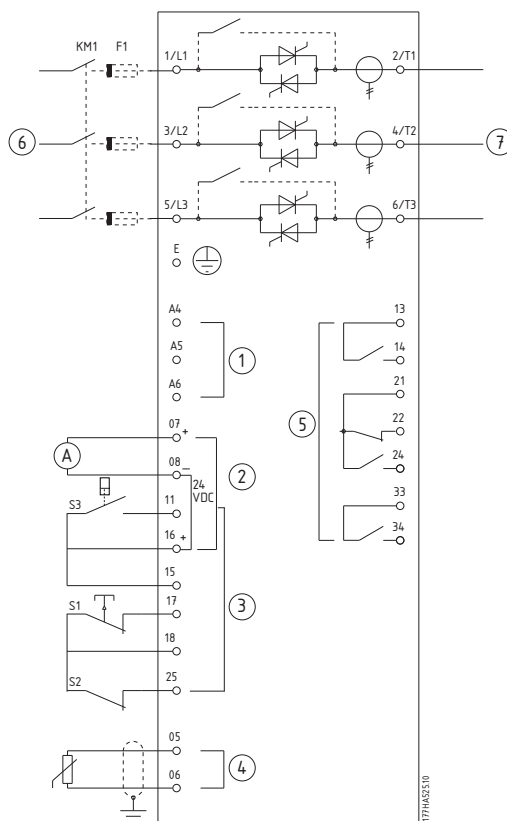 KM1 F1 1/L1 2/T1
6 3/L2 4/T2 7
5/L3 6/T3
E
A4 13
A5 1 14
A6 21
07 + 5 22
A 08 – 2 24
24 VDC
S3 11 33
16 + 34
15
S1 17 3
18
S2 25
05
4
06
177HA525.10